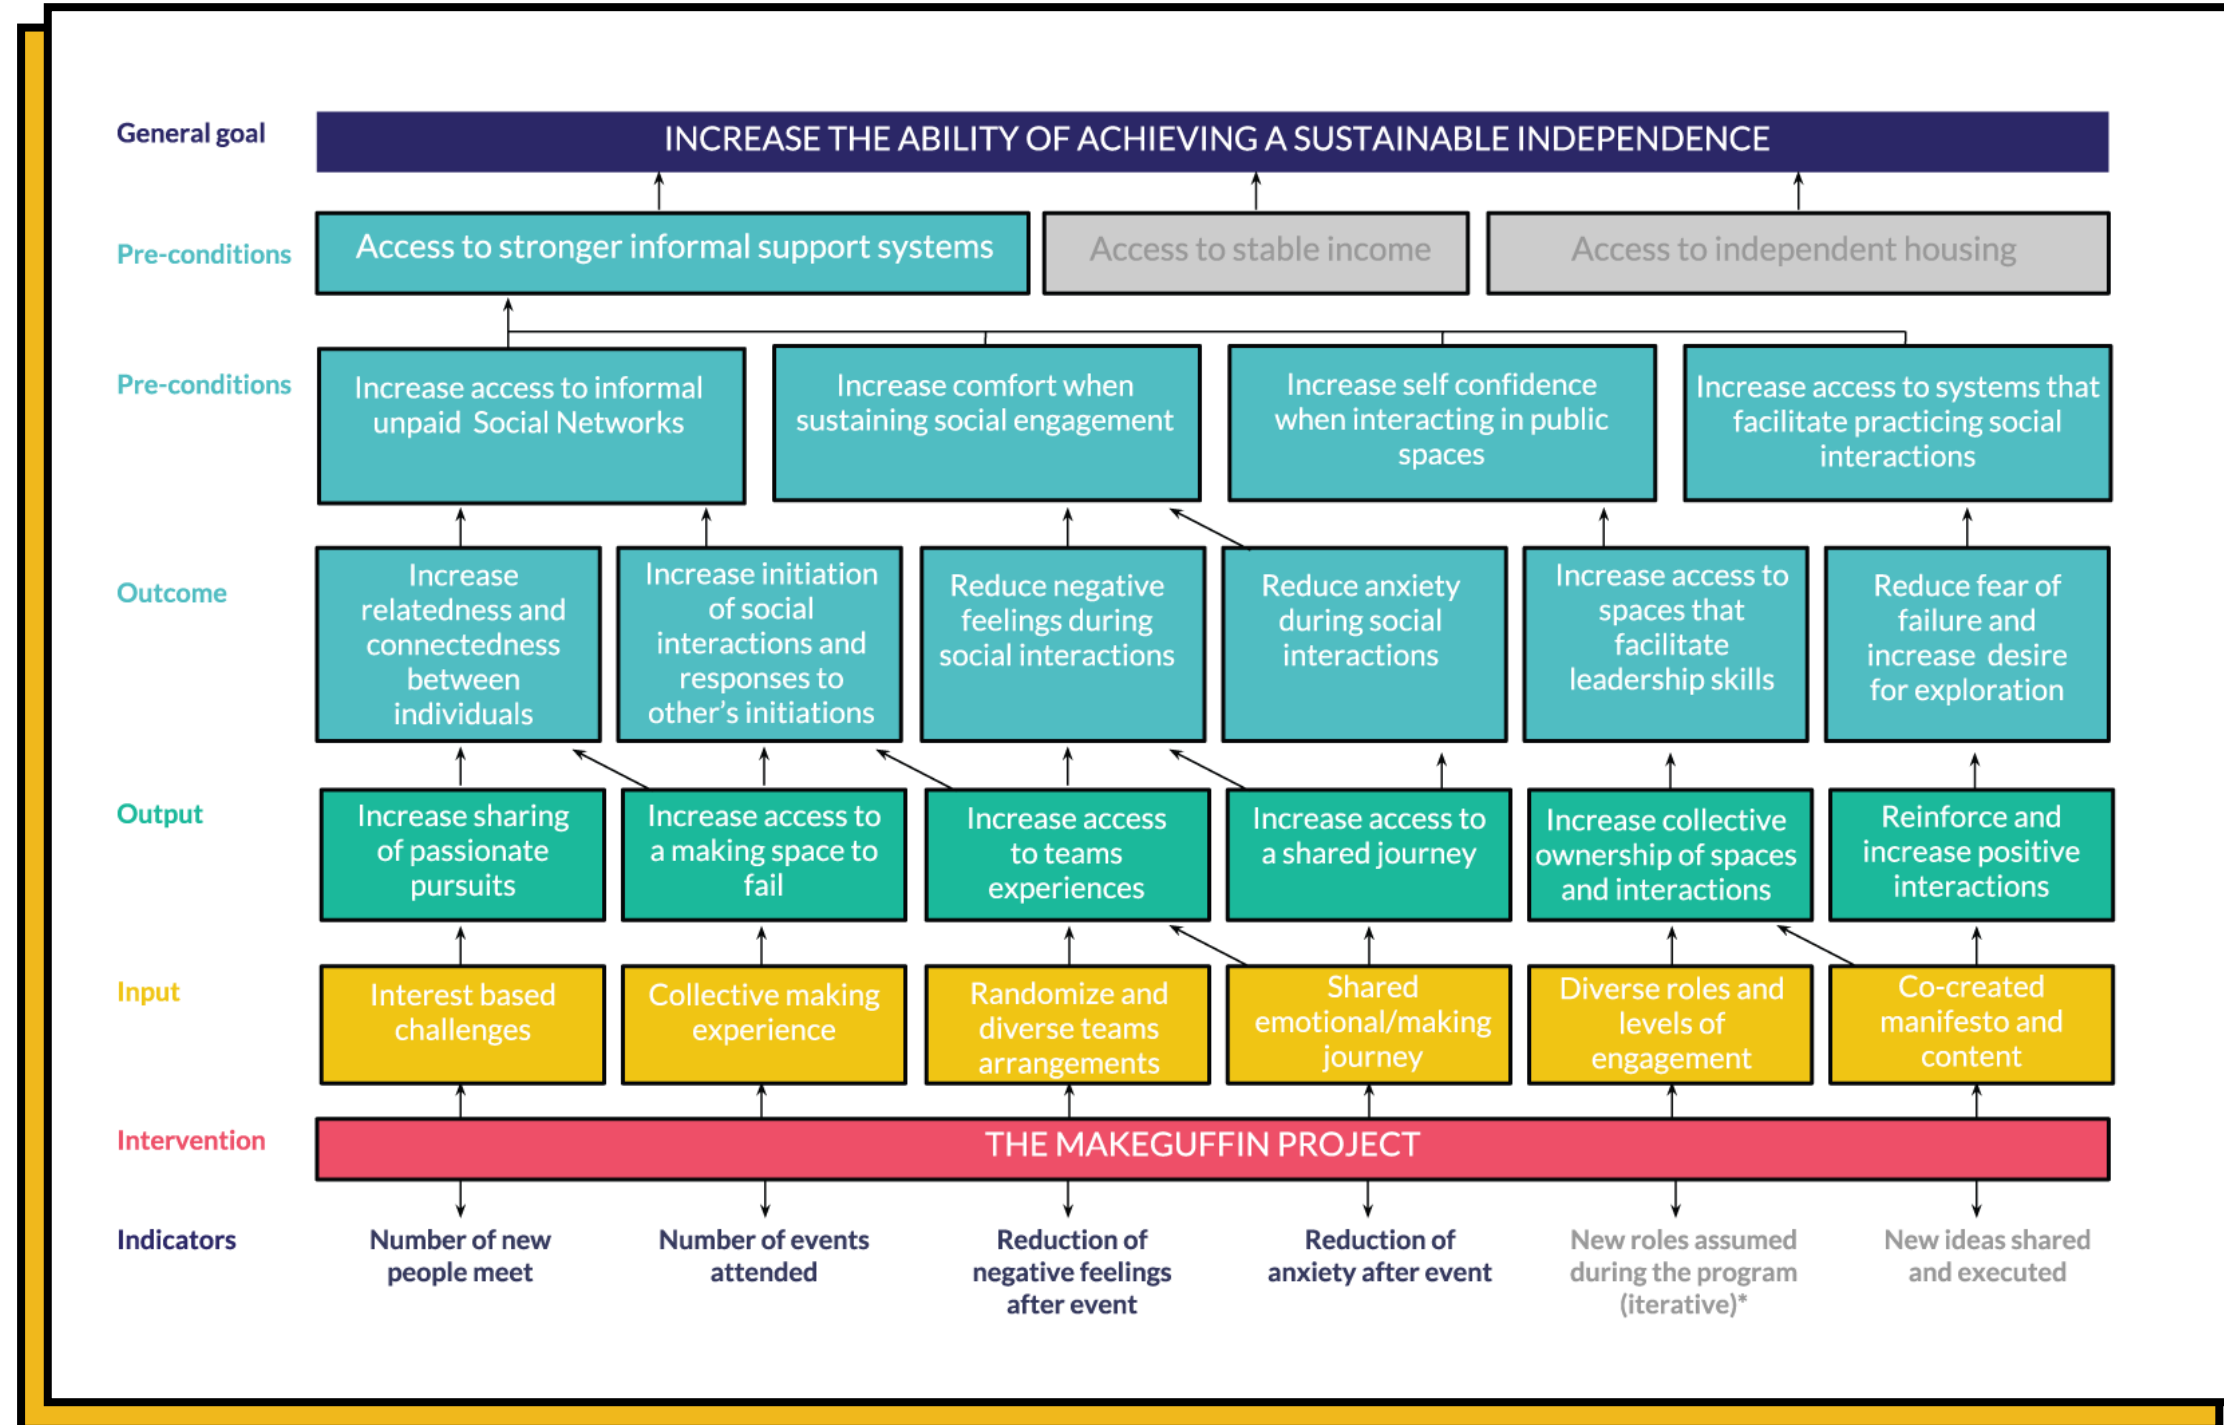 General goal
INCREASE THE ABILITY OF ACHIEVING A SUSTAINABLE INDEPENDENCE
Pre-conditions
Access to stronger informal support systems
Access to stable income
Access to independent housing
Pre-conditions
Increase access to informal
unpaid Social Networks
Increase comfort when
sustaining social engagement
Increase self confidence
when interacting in public
spaces
Increase access to systems that
facilitate practicing social
interactions
Outcome
Increase
relatedness and
connectedness
between
individuals
Increase initiation
of social
interactions and
responses to
other’s initiations
Reduce negative
feelings during
social interactions
Reduce anxiety
during social
interactions
Increase access to
spaces that
facilitate
leadership skills
Reduce fear of
failure and
increase desire
for exploration
Output
Increase sharing
of passionate
pursuits
Increase access to
a making space to
fail
Increase access
to teams
experiences
Increase access to
a shared journey
Increase collective
ownership of spaces
and interactions
Reinforce and
increase positive
interactions
Input
Interest based
challenges
Collective making
experience
Randomize and
diverse teams
arrangements
Shared
emotional/making
journey
Diverse roles and
levels of
engagement
Co-created
manifesto and
content
Intervention
THE MAKEGUFFIN PROJECT
Indicators
Number of new
people meet
Number of events
attended
Reduction of
negative feelings
after event
Reduction of
anxiety after event
New roles assumed
during the program
(iterative)*
New ideas shared
and executed